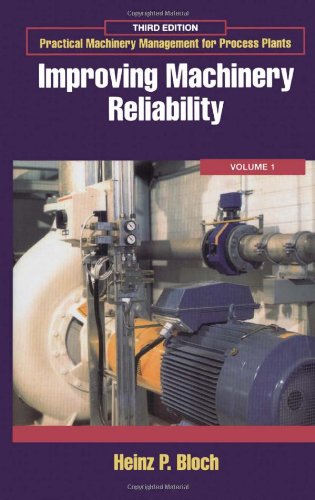 THIRD EDITION
Practical Machinery Management for Process Plants
Improving Machinery
Reliability
VOLUME 1
Heinz P. Bloch